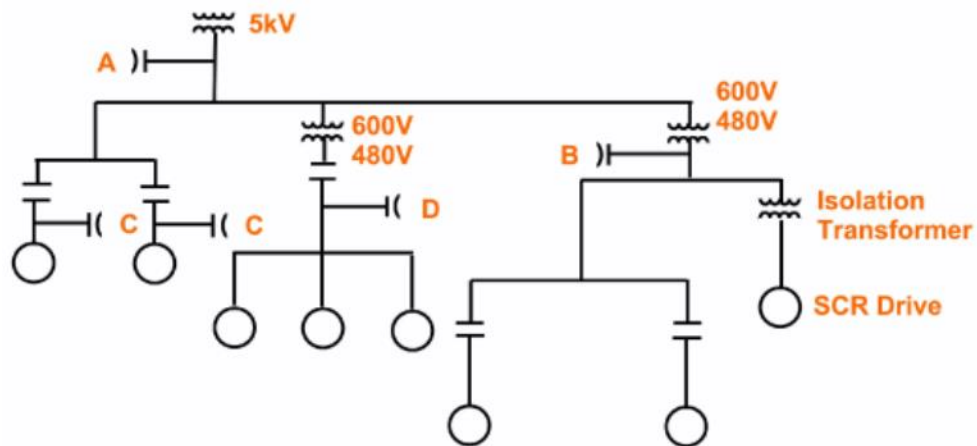 5kV
A
600V
480V
600V
480V
B
Isolation
Transformer
C
C
D
SCR Drive